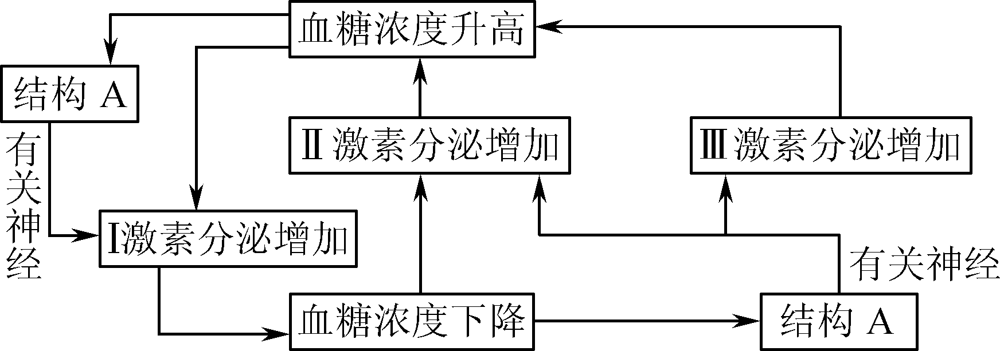 血糖浓度升高
结构 A
有关神经
Ⅱ激素分泌增加
Ⅲ激素分泌增加
Ⅰ激素分泌增加
有关神经
血糖浓度下降
结构 A